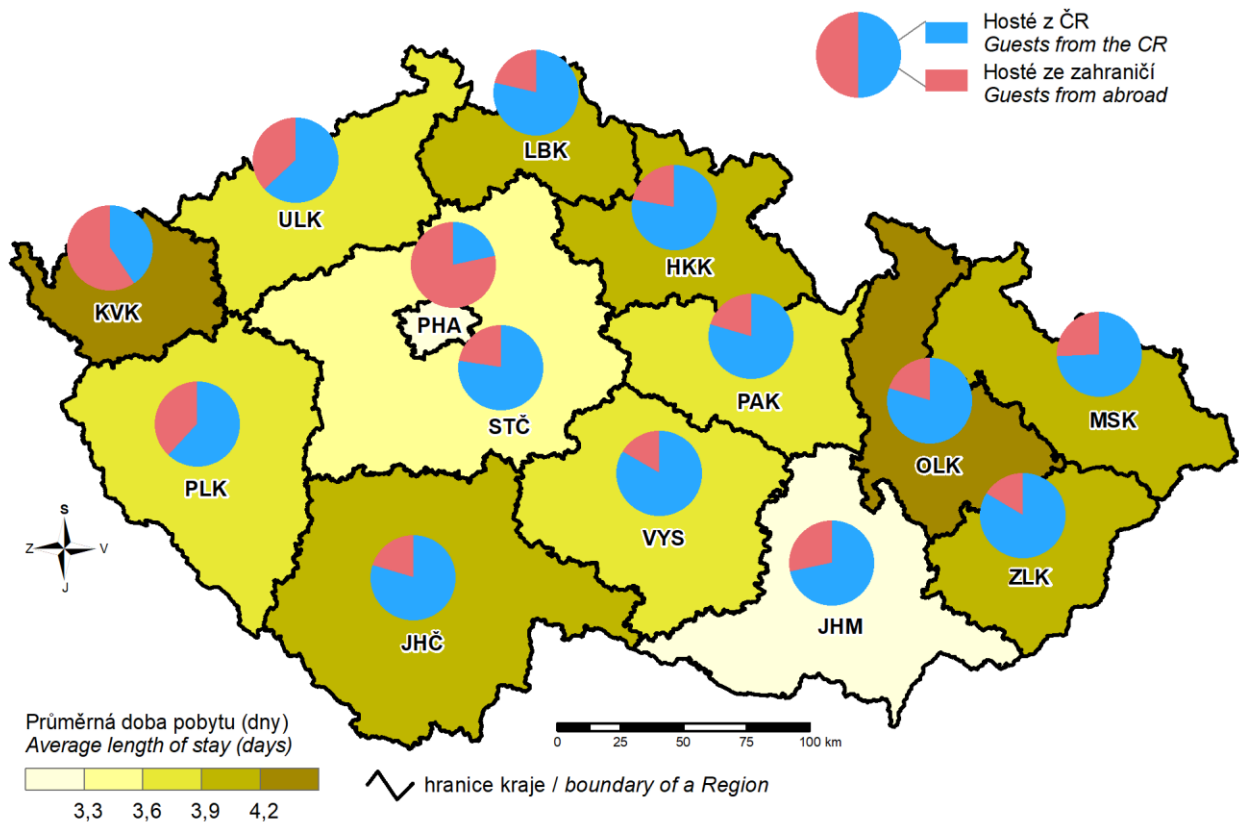 Hosté z ČR
Guests from the CR
Hosté ze zahraničí
Guests from abroad
LBK
ULK
HKK
KVK
PHA
STČ
PAK
MSK
OLK
PLK
VYS
ZLK
JHČ
JHM
S
Z
V
J
Průměrná doba pobytu (dny)
Average length of stay (days)
3,3 3,6 3,9 4,2
0 25 50 75 100 km
hranice kraje / boundary of a Region